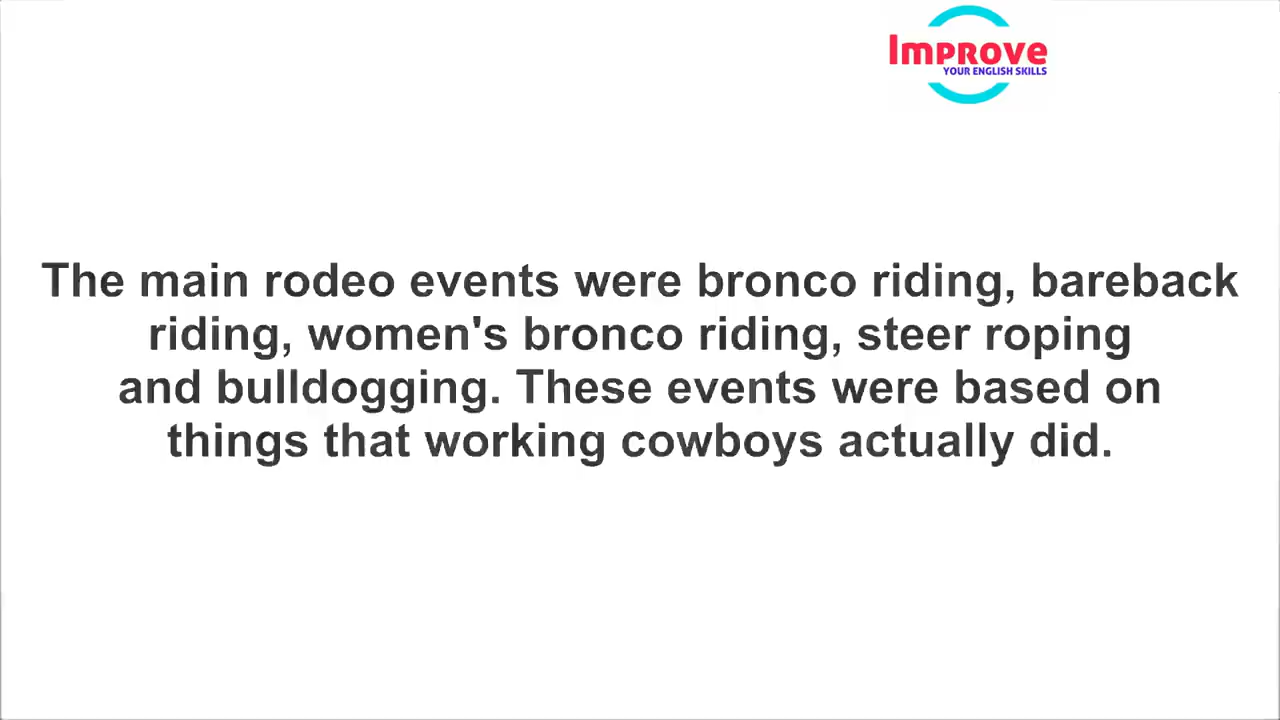 Improve
YOUR ENGLISH SKILLS
The main rodeo events were bronco riding, bareback
riding, women's bronco riding, steer roping
and bulldogging. These events were based on
things that working cowboys actually did.